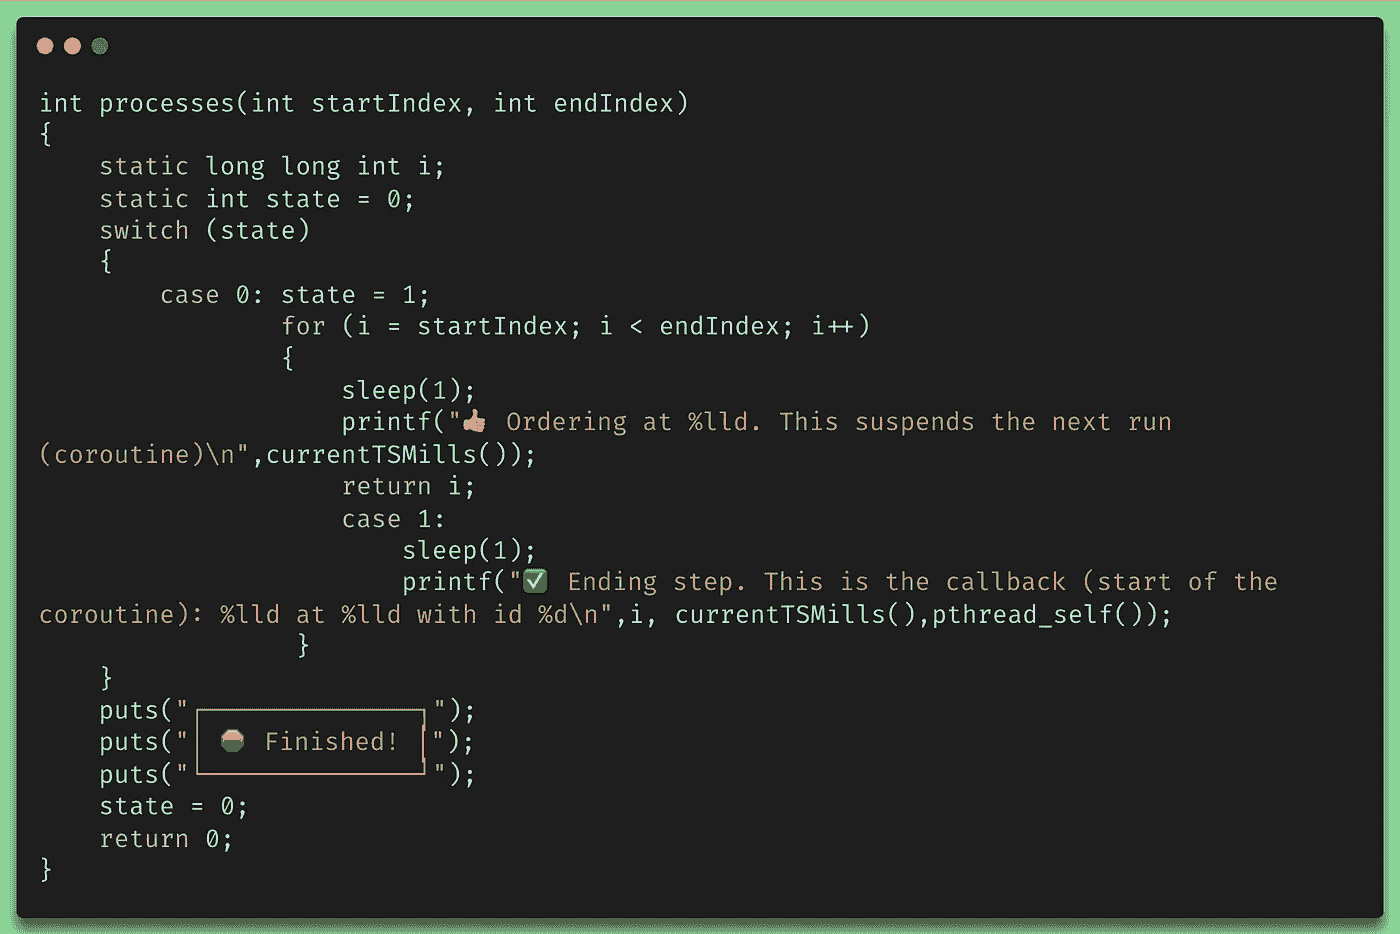 int processes(int startIndex, int endIndex)
{
    static long long int i;
    static int state = 0;
    switch (state)
    {
        case 0: state = 1;
                for (i = startIndex; i < endIndex; i++)
                {
                    sleep(1);
                    printf("👍 Ordering at %lld. This suspends the next run
(coroutine)\n",currentTSMills());
                    return i;
                    case 1:
                        sleep(1);
                        printf("✅ Ending step. This is the callback (start of the
coroutine): %lld at %lld with id %d\n",i, currentTSMills(),pthread_self());
                 }
    }
    puts("┌──────────────┐");
    puts("│ Finished! │");
    puts("└──────────────┘");
    state = 0;
    return 0;
}